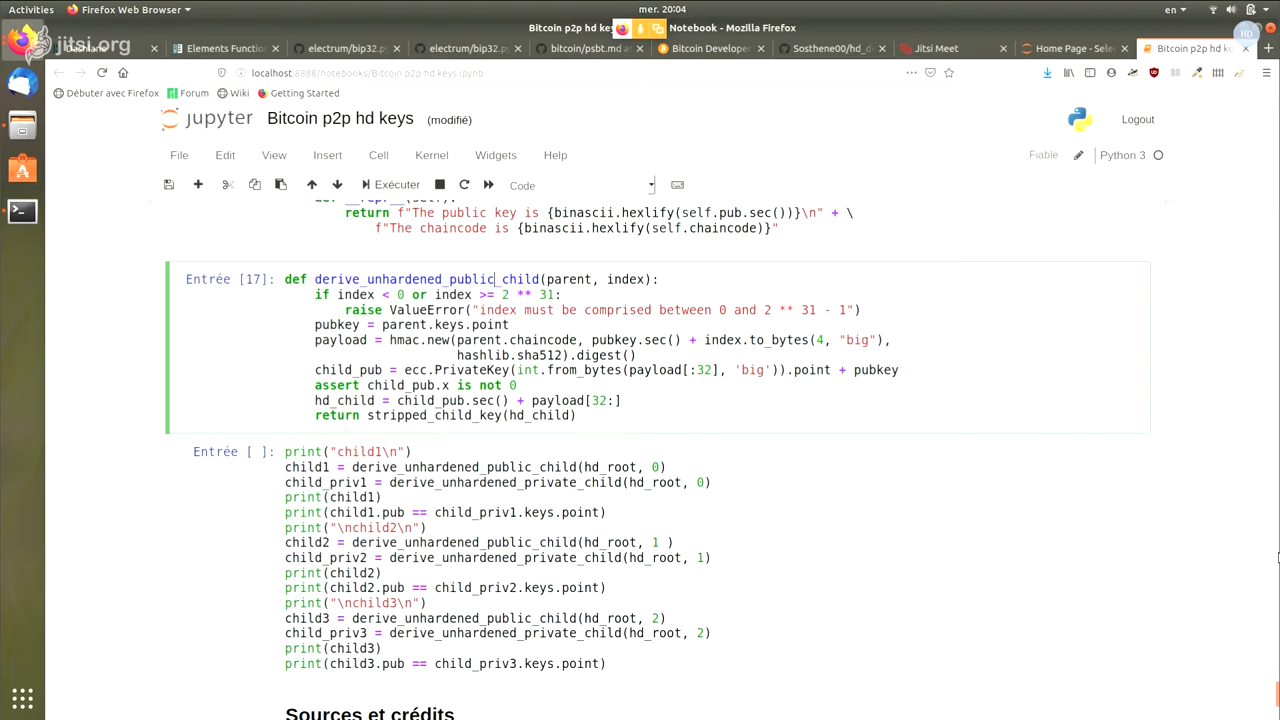 Activities
Firefox Web Browser
mer. 20:04
en
Bitcoin p2p hd ke
Notebook - Mozilla Firefox
HD
jitsi.org
Elements Functio
electrum/bip32.p
electrum/bip32.p
bitcoin/psbt.md a
Bitcoin Developer
Sosthene00/hd_d
Jitsi Meet
Home Page - Sele
Bitcoin p2p hd ke
localhost:8888/notebooks/Bitcoin p2p hd keys.ipynb
Débuter avec Firefox
Forum
Wiki
Getting Started
jupyter
Bitcoin p2p hd keys
(modifié)
Logout
File
Edit
View
Insert
Cell
Kernel
Widgets
Help
Fiable
Python 3
Exécuter
Code
def __repr__(self):
return f"The public key is {binascii.hexlify(self.pub.sec())}\n" + \
f"The chaincode is {binascii.hexlify(self.chaincode)}"
Entrée [17]: def derive_unhardened_public_child(parent, index):
if index < 0 or index >= 2 ** 31:
raise ValueError("index must be comprised between 0 and 2 ** 31 - 1")
pubkey = parent.keys.point
payload = hmac.new(parent.chaincode, pubkey.sec() + index.to_bytes(4, "big"),
hashlib.sha512).digest()
child_pub = ecc.PrivateKey(int.from_bytes(payload[:32], 'big')).point + pubkey
assert child_pub.x is not 0
hd_child = child_pub.sec() + payload[32:]
return stripped_child_key(hd_child)
Entrée [ ]: print("child1\n")
child1 = derive_unhardened_public_child(hd_root, 0)
child_priv1 = derive_unhardened_private_child(hd_root, 0)
print(child1)
print(child1.pub == child_priv1.keys.point)
print("\nchild2\n")
child2 = derive_unhardened_public_child(hd_root, 1 )
child_priv2 = derive_unhardened_private_child(hd_root, 1)
print(child2)
print(child2.pub == child_priv2.keys.point)
print("\nchild3\n")
child3 = derive_unhardened_public_child(hd_root, 2)
child_priv3 = derive_unhardened_private_child(hd_root, 2)
print(child3)
print(child3.pub == child_priv3.keys.point)
Sources et crédits